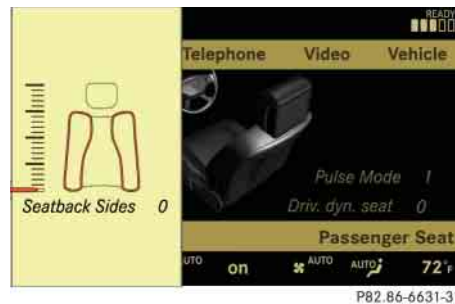 READY
Telephone Video Vehicle
Pulse Mode 1
Seatback Sides 0
Driv. dyn. seat 0
Passenger Seat
AUTO on AUTO AUTO 72°F
P82.86-6631-3